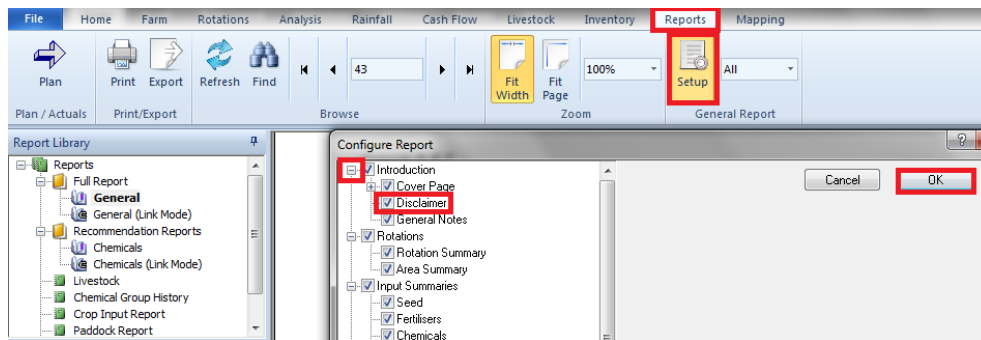 File Home Farm Rotations Analysis Rainfall Cash Flow Livestock Inventory Reports Mapping
Plan Print Export Refresh Find 43 Fit Width Fit Page 100% Setup All
Plan / Actuals Print/Export Browse Zoom General Report
Report Library
Reports
Full Report
General
General (Link Mode)
Recommendation Reports
Chemicals
Chemicals (Link Mode)
Livestock
Chemical Group History
Crop Input Report
Paddock Report
Configure Report
Introduction
Cover Page
Disclaimer
General Notes
Rotations
Rotation Summary
Area Summary
Input Summaries
Seed
Fertilisers
Chemicals
Cancel OK